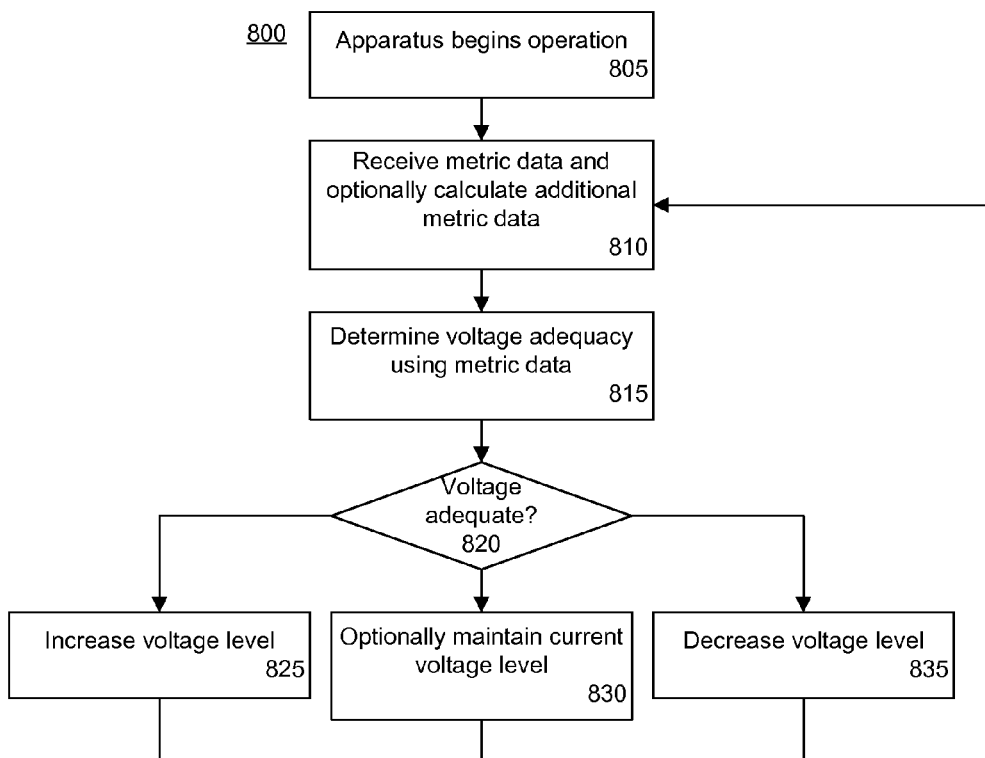 800
Apparatus begins operation
805
Receive metric data and
optionally calculate additional
metric data
810
Determine voltage adequacy
using metric data
815
Voltage
adequate?
820
Increase voltage level
825
Optionally maintain current
voltage level
830
Decrease voltage level
835